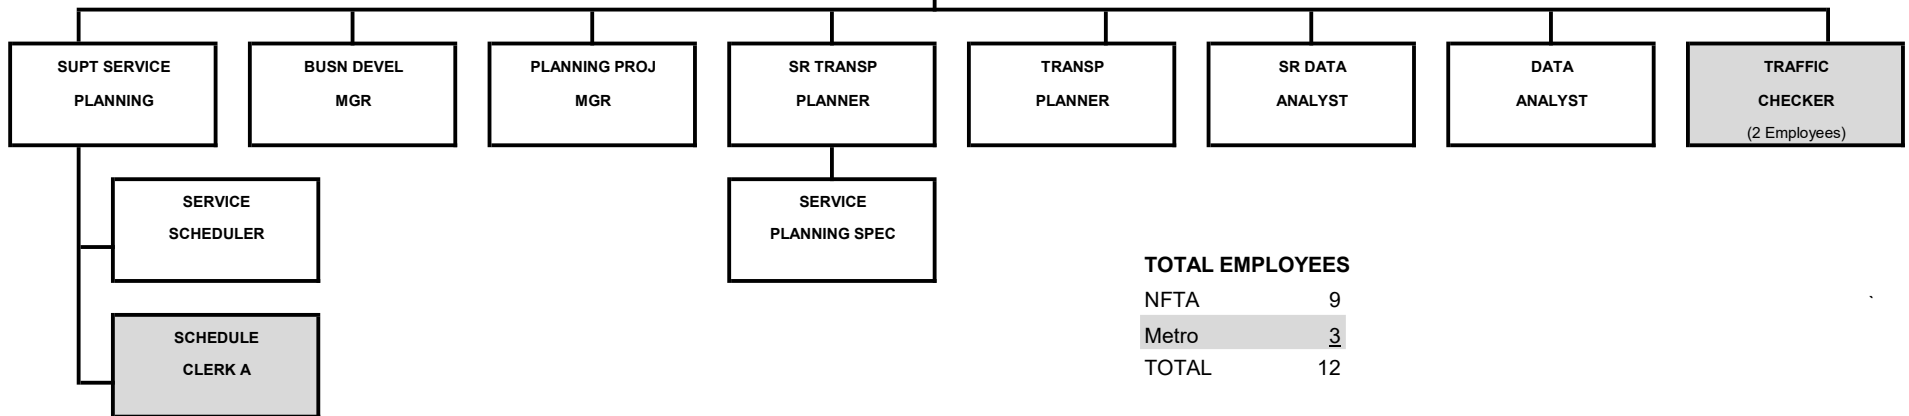 SUPT SERVICE
PLANNING
BUSN DEVEL
MGR
PLANNING PROJ
MGR
SR TRANSP
PLANNER
TRANSP
PLANNER
SR DATA
ANALYST
DATA
ANALYST
TRAFFIC
CHECKER
(2 Employees)
SERVICE
SCHEDULER
SERVICE
PLANNING SPEC
SCHEDULE
CLERK A
TOTAL EMPLOYEES
NFTA 9
Metro 3
TOTAL 12
`